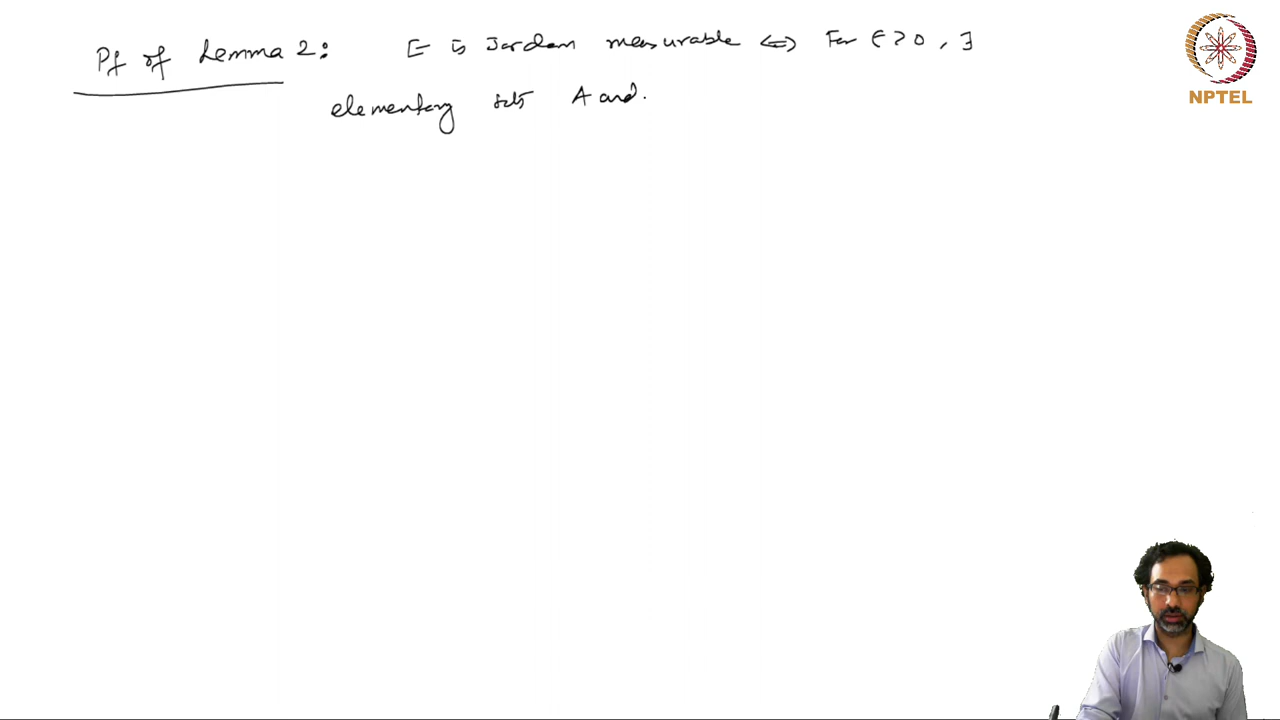 Pf of Lemma 2: E is Jordan measurable ⇔ For ε > 0, ∃
elementary sets A and.
NPTEL